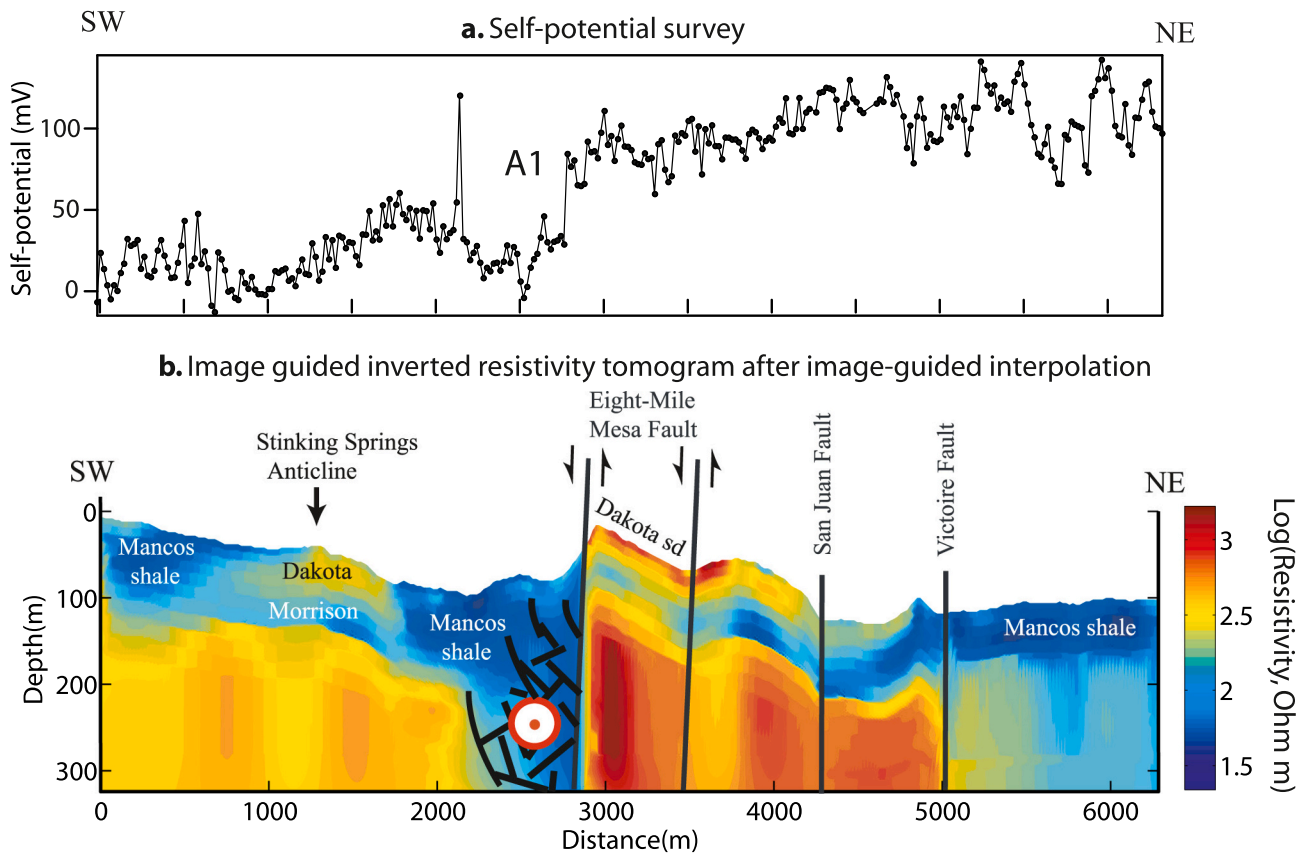 SW
a. Self-potential survey
NE
Self-potential (mV)
100
50
0
A1
b. Image guided inverted resistivity tomogram after image-guided interpolation
SW
Stinking Springs
Anticline
Eight-Mile
Mesa Fault
San Juan Fault
Victoire Fault
NE
Depth(m)
0
100
200
300
Mancos
shale
Dakota
Morrison
Mancos
shale
Dakota sd
Mancos shale
Log(Resistivity, Ohm m)
3
2.5
2
1.5
0
1000
2000
3000
4000
5000
6000
Distance(m)